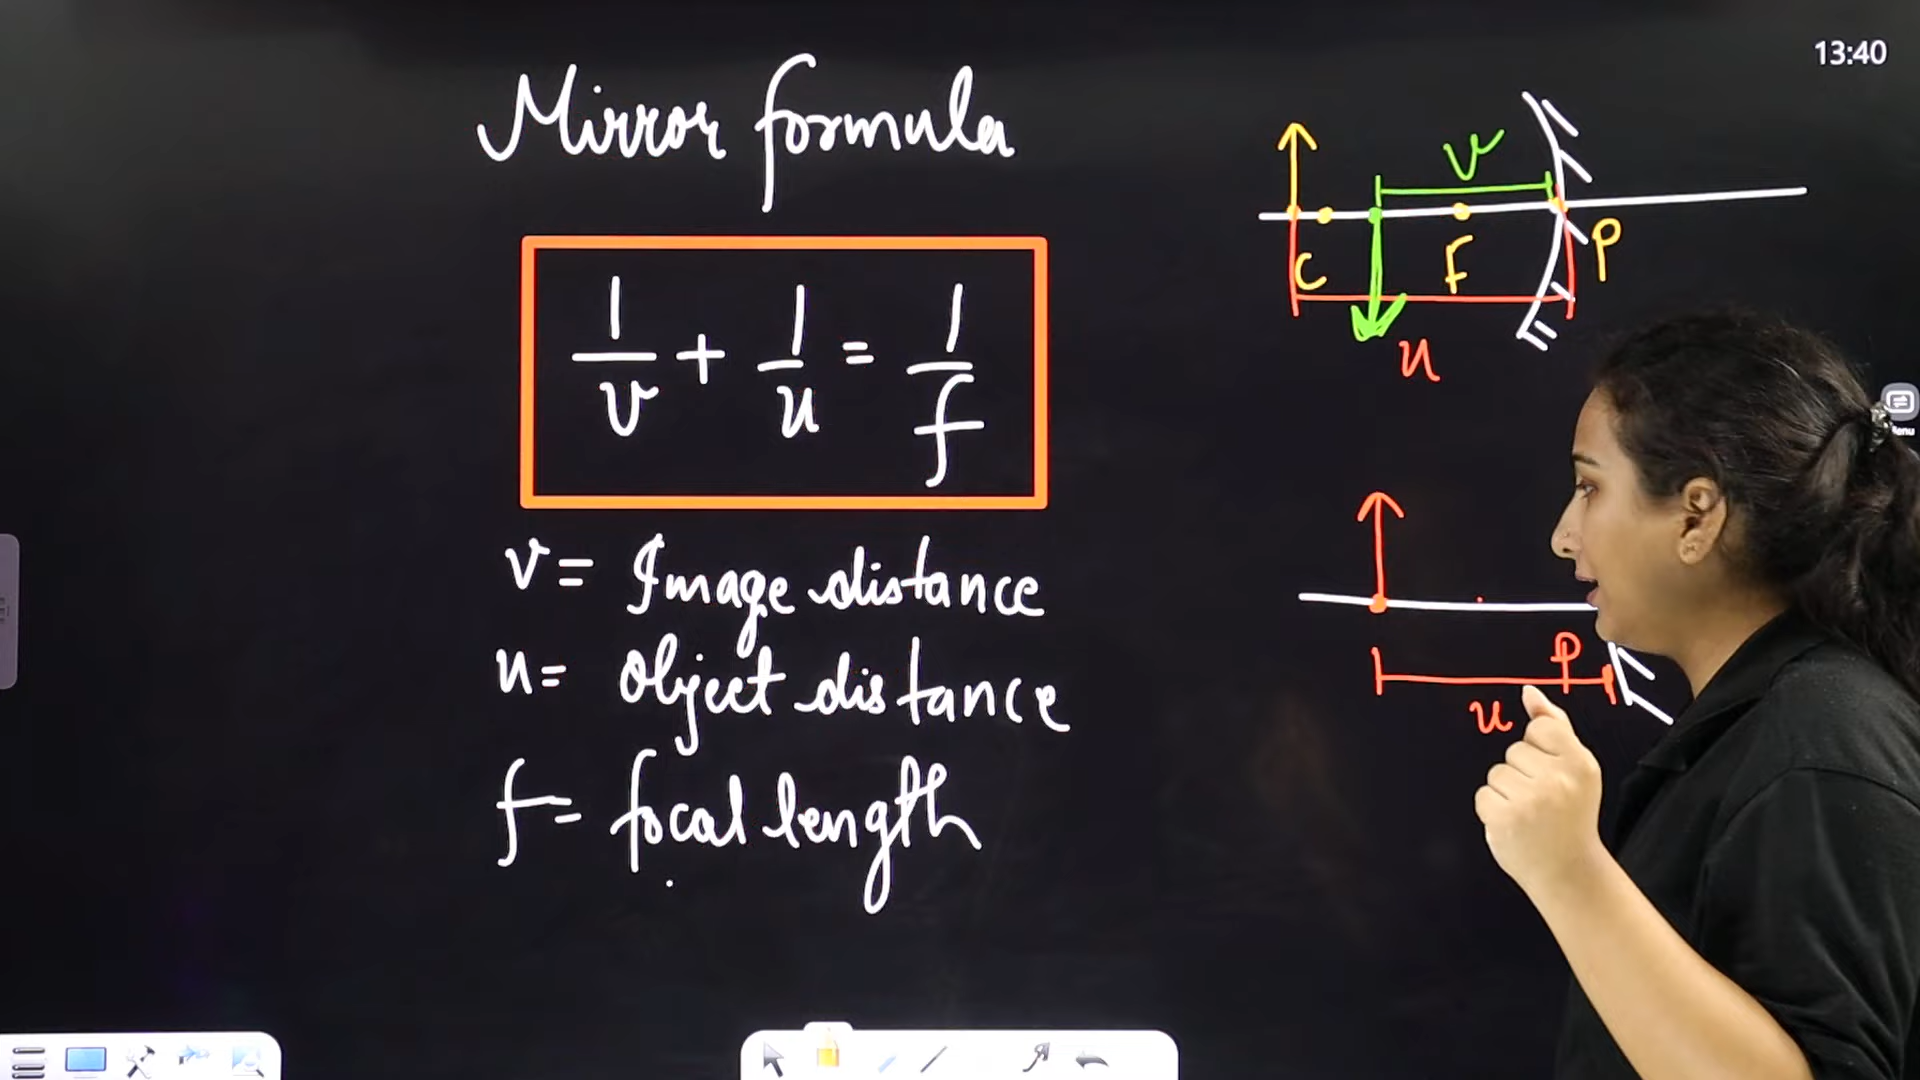 13:40
Mirror formula
1/v + 1/u = 1/f
v = Image distance
u = Object distance
f = focal length
v
C F P
u
P
u